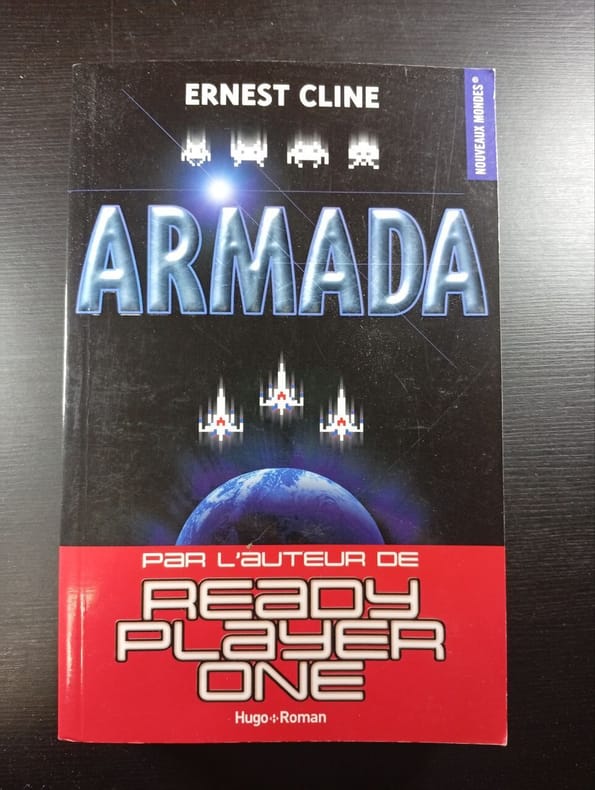 ERNEST CLINE
NOUVEAUX MONDES®
ARMADA
PAR L'AUTEUR DE
READY
PLAYER
ONE
Hugo Roman